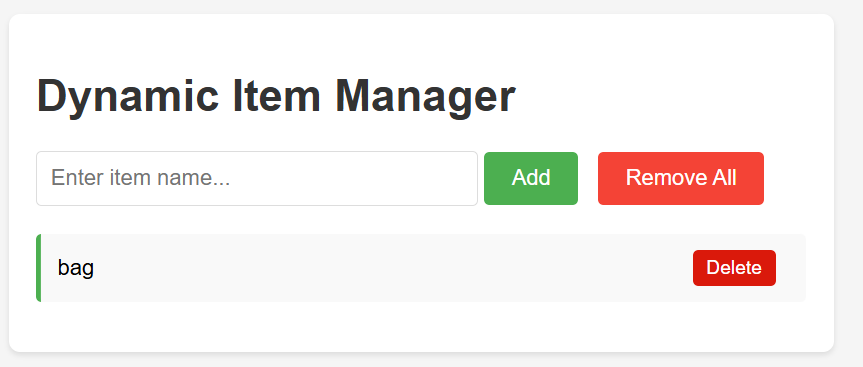 Dynamic Item Manager
Enter item name... Add Remove All
bag Delete